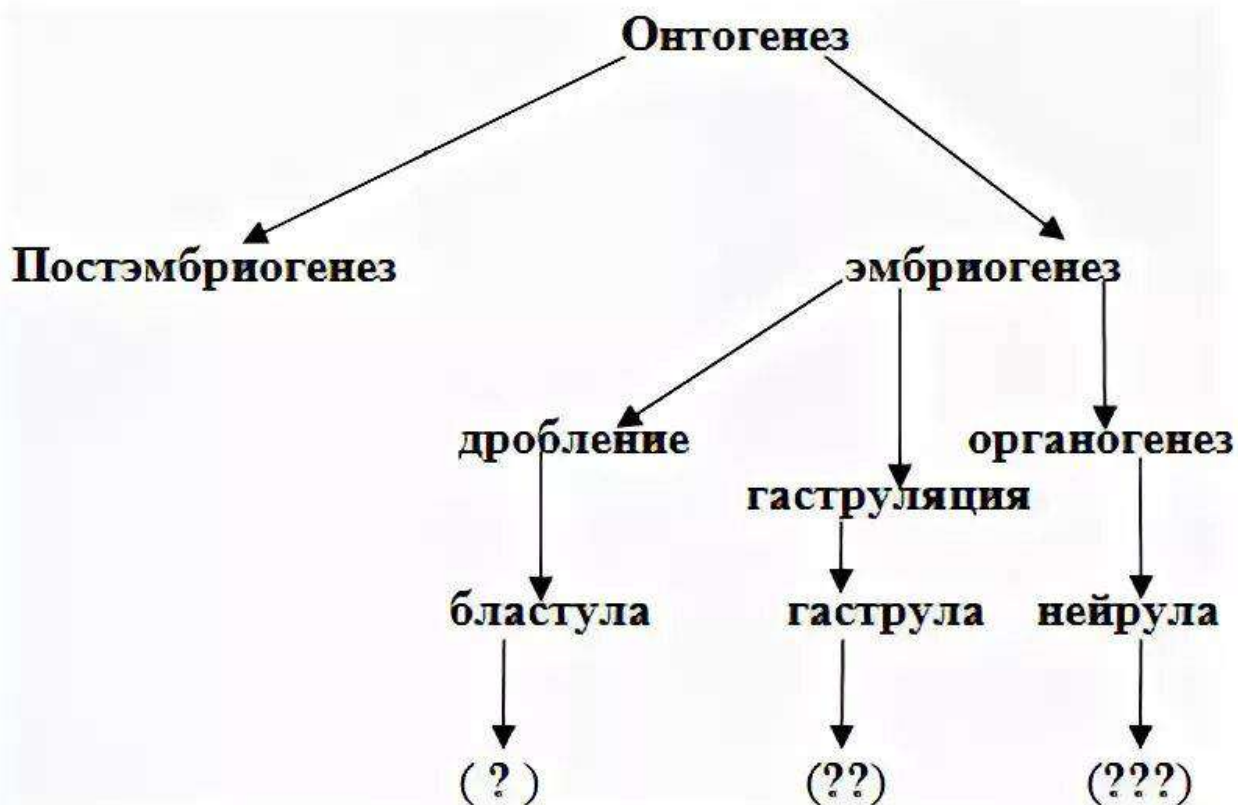 Онтогенез
Постэмбриогенез
эмбриогенез
дробление
органогенез
гаструляция
бластула
гаструла
нейрула
( ? )
(??)
(???)